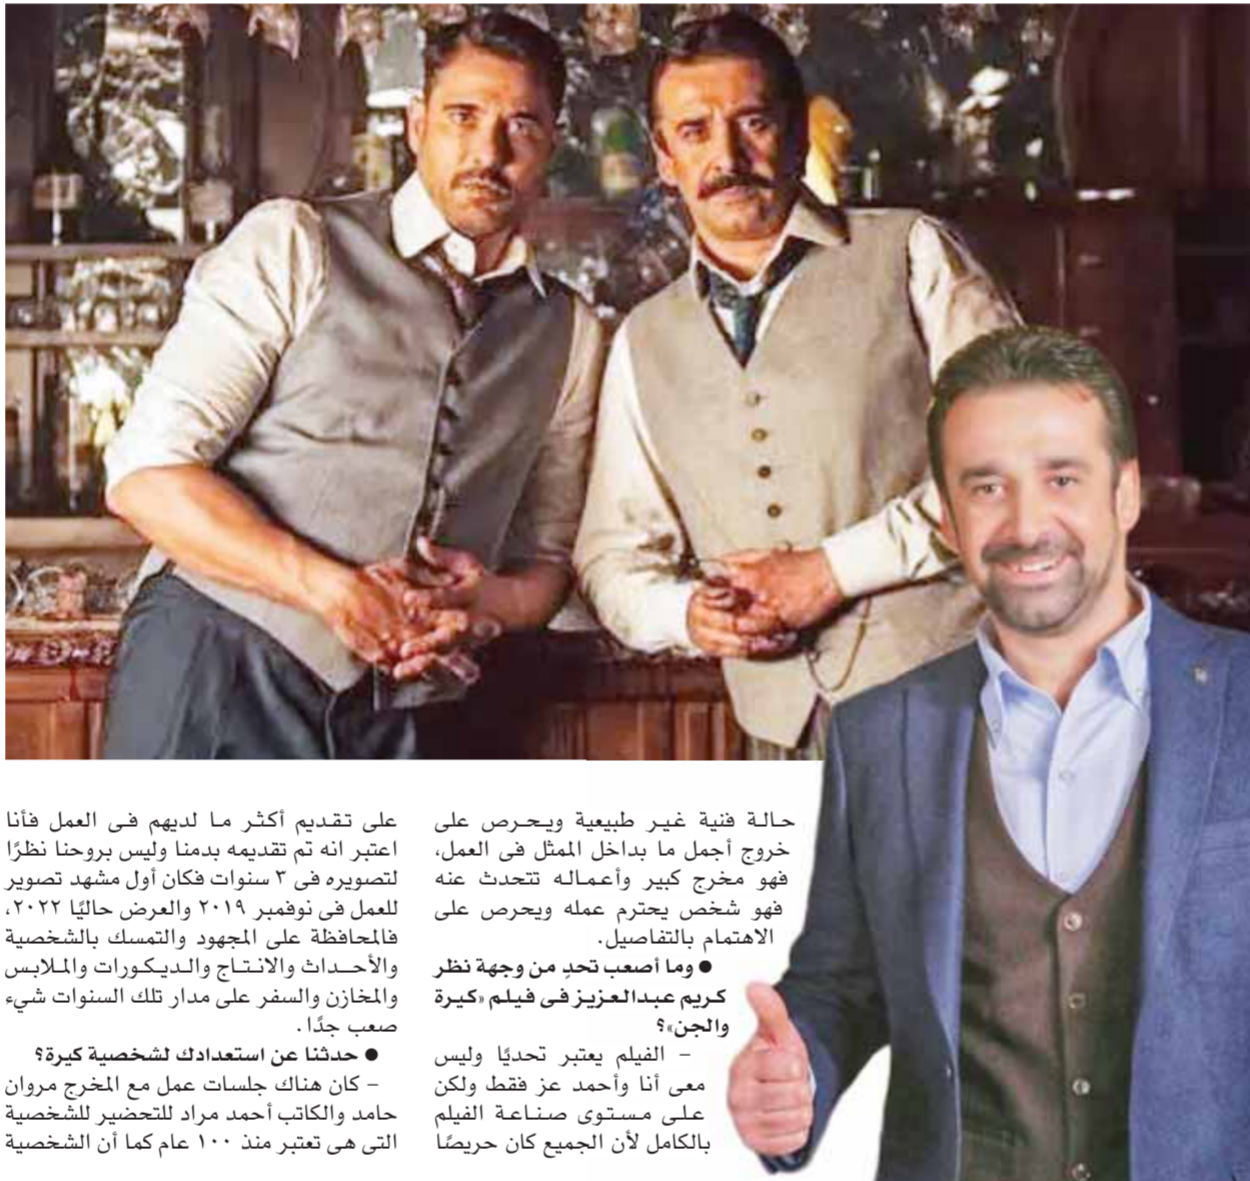 حالة فنية غير طبيعية ويحرص على
خروج أجمل ما بداخل الممثل فى العمل،
فهو مخرج كبير وأعماله تتحدث عنه
فهو شخص يحترم عمله ويحرص على
الاهتمام بالتفاصيل.
● وما أصعب تحدٍ من وجهة نظر
كريم عبدالعزيز فى فيلم «كيرة
والجن»؟
- الفيلم يعتبر تحديًا وليس
معى أنا وأحمد عز فقط ولكن
على مستوى صناعة الفيلم
بالكامل لأن الجميع كان حريصًا
على تقديم أكثر ما لديهم فى العمل فأنا
اعتبر انه تم تقديمه بدمنا وليس بروحنا نظرًا
لتصويره فى ٣ سنوات فكان أول مشهد تصوير
للعمل فى نوفمبر ٢٠١٩ والعرض حاليًا ٢٠٢٢،
فالمحافظة على المجهود والتمسك بالشخصية
والأحداث والانتاج والديكورات والملابس
والمخازن والسفر على مدار تلك السنوات شيء
صعب جدًا.
● حدثنا عن استعدادك لشخصية كيرة؟
- كان هناك جلسات عمل مع المخرج مروان
حامد والكاتب أحمد مراد للتحضير للشخصية
التى هى تعتبر منذ ١٠٠ عام كما أن الشخصية